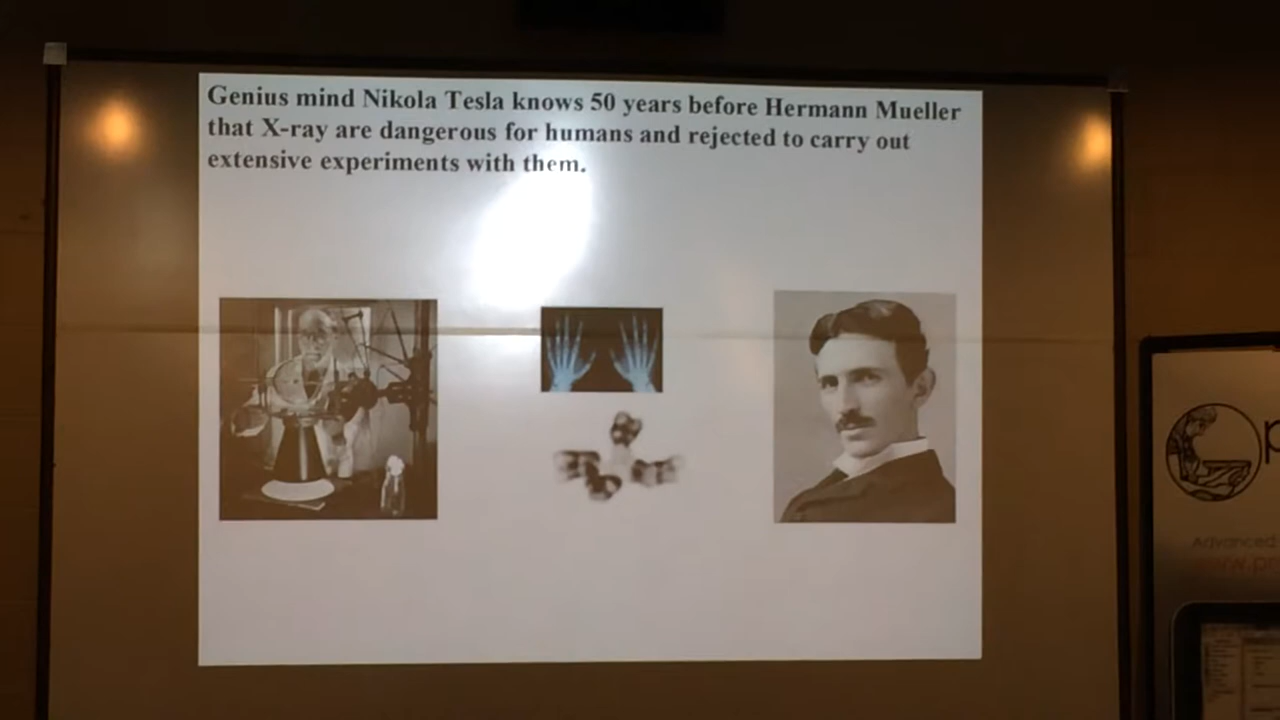 Genius mind Nikola Tesla knows 50 years before Hermann Mueller
that X-ray are dangerous for humans and rejected to carry out
extensive experiments with them.
Advanced